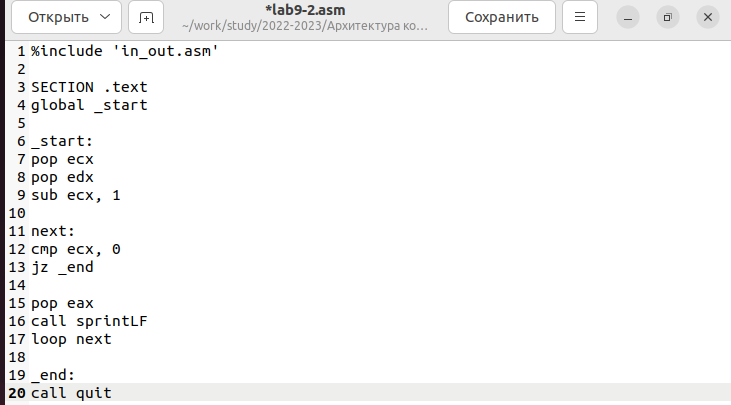 Открыть
*lab9-2.asm
~/work/study/2022-2023/Архитектура ко...
Сохранить
1 %include 'in_out.asm'
2
3 SECTION .text
4 global _start
5
6 _start:
7 pop ecx
8 pop edx
9 sub ecx, 1
10
11 next:
12 cmp ecx, 0
13 jz _end
14
15 pop eax
16 call sprintLF
17 loop next
18
19 _end:
20 call quit